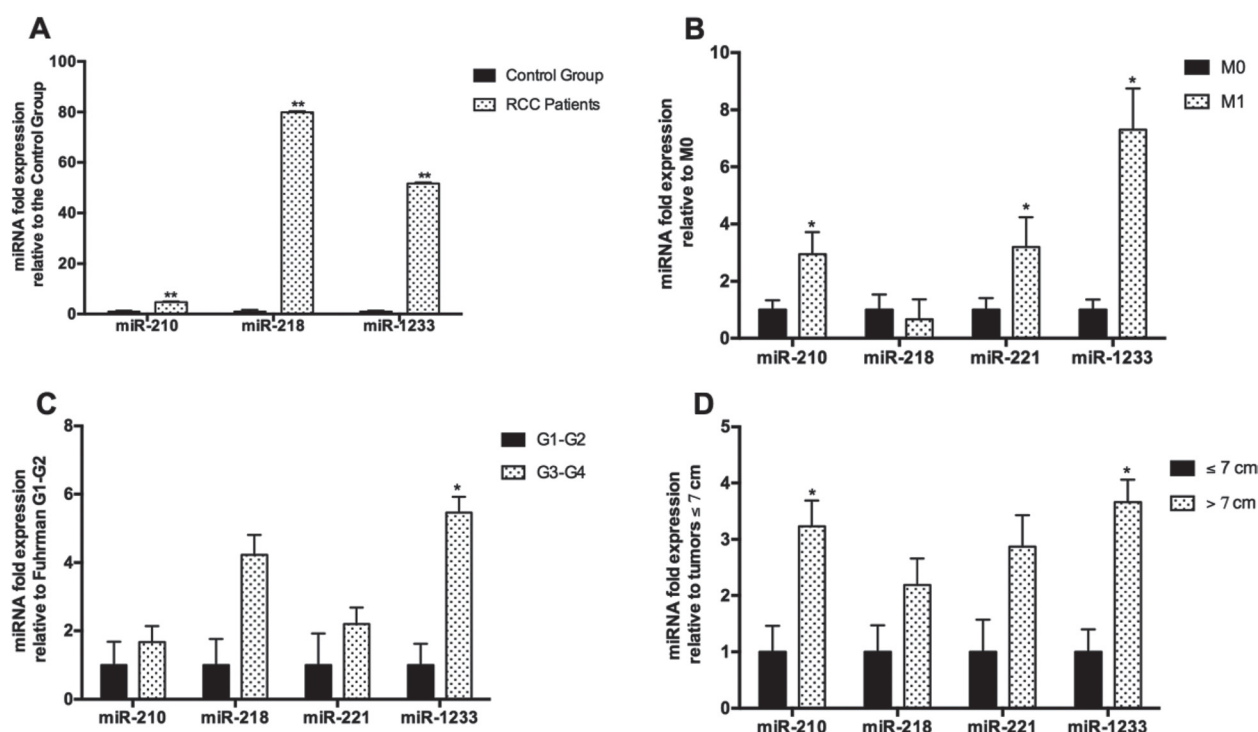 A
miRNA fold expression
relative to the Control Group
100
80
60
40
20
0
**
**
**
miR-210 miR-218 miR-1233
Control Group
RCC Patients
B
miRNA fold expression
relative to M0
10
8
6
4
2
0
*
*
*
miR-210 miR-218 miR-221 miR-1233
M0
M1
C
miRNA fold expression
relative to Fuhrman G1-G2
8
6
4
2
0
*
miR-210 miR-218 miR-221 miR-1233
G1-G2
G3-G4
D
miRNA fold expression
relative to tumors ≤ 7 cm
5
4
3
2
1
0
*
*
miR-210 miR-218 miR-221 miR-1233
≤ 7 cm
> 7 cm